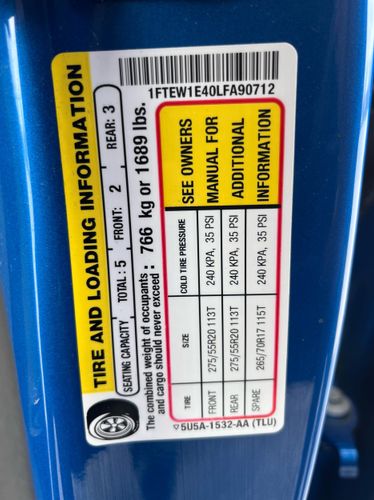 1FTEW1E40LFA90712
TIRE AND LOADING INFORMATION
SEATING CAPACITY TOTAL : 5 FRONT: 2 REAR: 3
The combined weight of occupants
and cargo should never exceed : 766 kg or 1689 lbs.
TIRE SIZE COLD TIRE PRESSURE
FRONT 275/55R20 113T 240 KPA, 35 PSI
REAR 275/55R20 113T 240 KPA, 35 PSI
SPARE 265/70R17 115T 240 KPA, 35 PSI
SEE OWNERS
MANUAL FOR
ADDITIONAL
INFORMATION
5U5A-1532-AA (TLU)